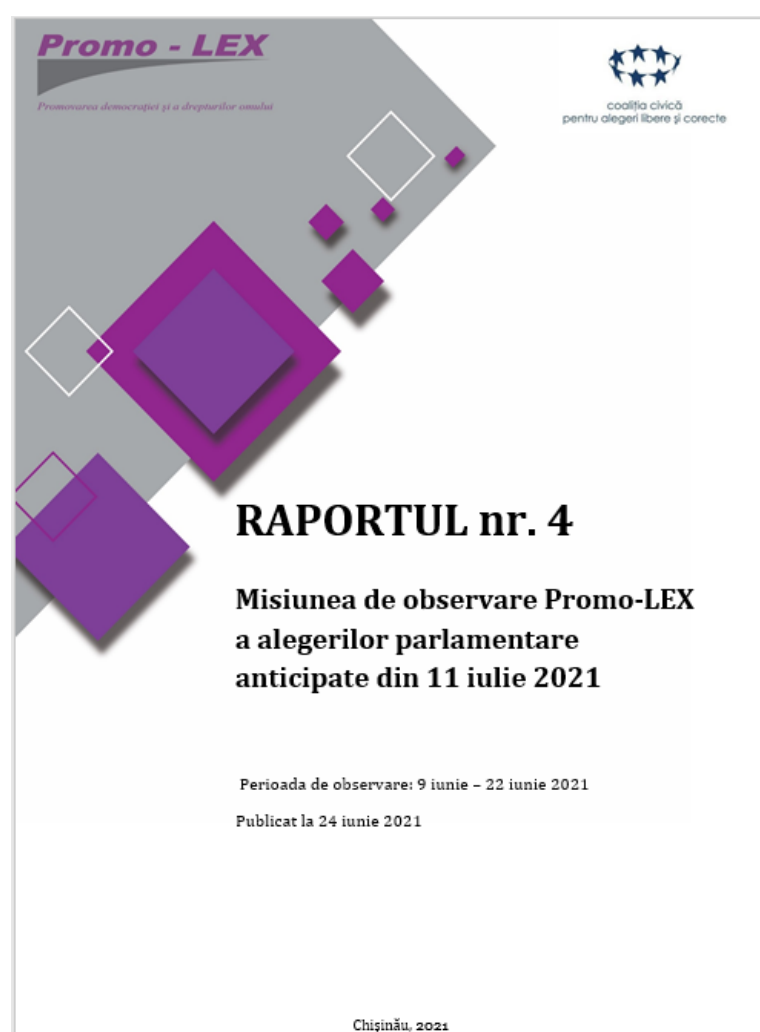 Promo - LEX
Promovarea democrației și a drepturilor omului
coaliția civică
pentru alegeri libere și corecte
RAPORTUL nr. 4
Misiunea de observare Promo-LEX
a alegerilor parlamentare
anticipate din 11 iulie 2021
Perioada de observare: 9 iunie – 22 iunie 2021
Publicat la 24 iunie 2021
Chișinău, 2021